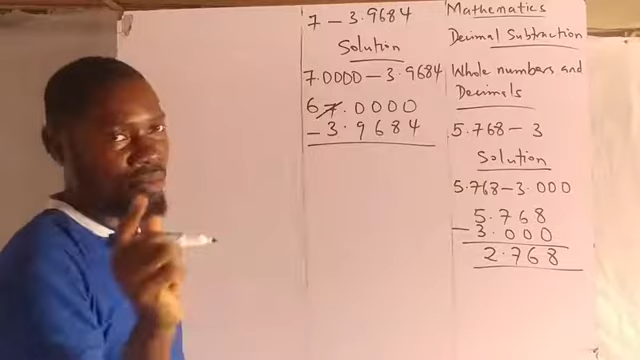 Mathematics
Decimal Subtraction
Whole numbers and
Decimals
5.768 - 3
Solution
5.768 - 3.000
5.768
- 3.000
2.768
7 - 3.9684
Solution
7.0000 - 3.9684
6 7.0000
- 3.9684